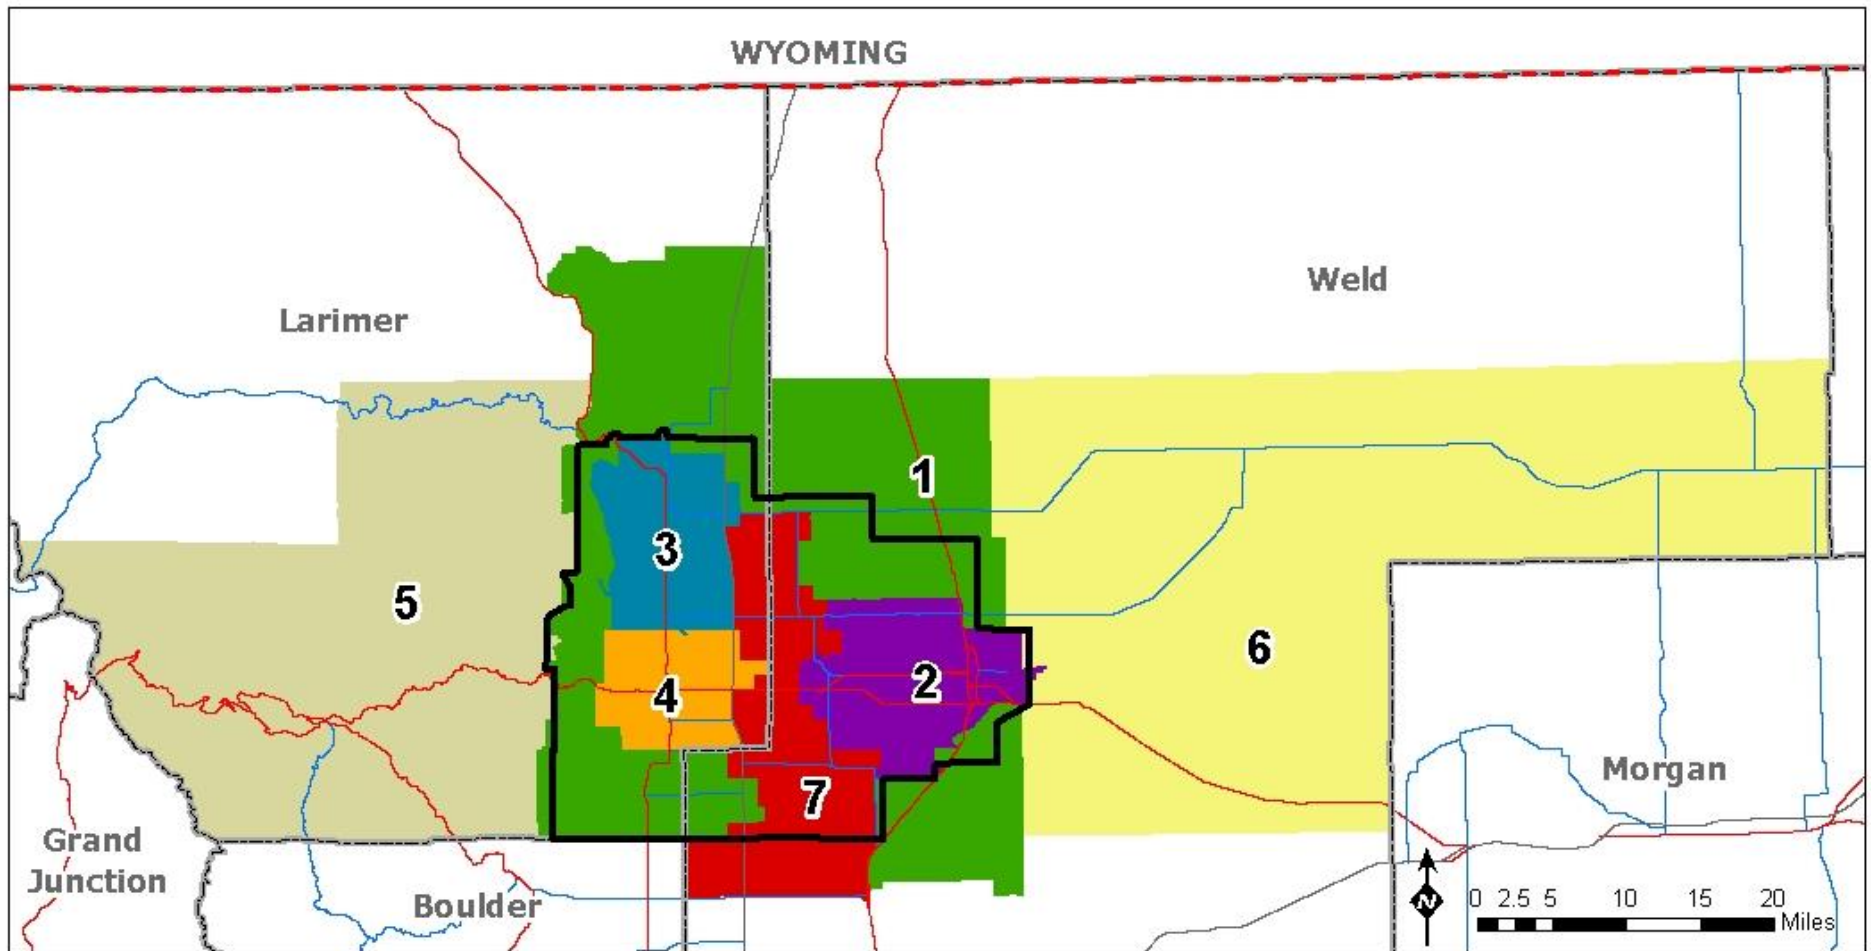 WYOMING
Weld
Larimer
1
3
5
6
2
4
Morgan
7
Grand
Junction
Boulder
N
0 2.5 5 10 15 20
Miles